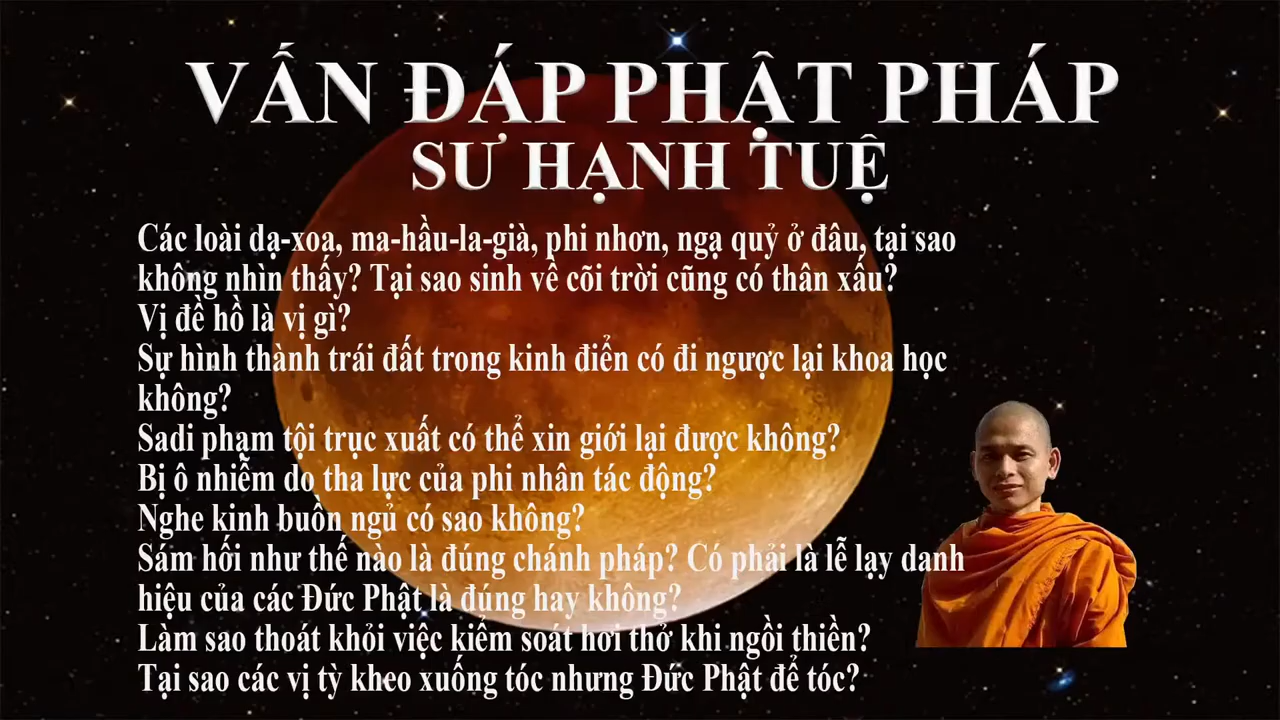 VẤN ĐÁP PHẬT PHÁP
SƯ HẠNH TUỆ
Các loài dạ-xoa, ma-hầu-la-già, phi nhơn, ngạ quỷ ở đâu, tại sao
không nhìn thấy? Tại sao sinh về cõi trời cũng có thân xấu?
Vị đề hồ là vị gì?
Sự hình thành trái đất trong kinh điển có đi ngược lại khoa học
không?
Sadi phạm tội trục xuất có thể xin giới lại được không?
Bị ô nhiễm do tha lực của phi nhân tác động?
Nghe kinh buồn ngủ có sao không?
Sám hối như thế nào là đúng chánh pháp? Có phải là lễ lạy danh
hiệu của các Đức Phật là đúng hay không?
Làm sao thoát khỏi việc kiểm soát hơi thở khi ngồi thiền?
Tại sao các vị tỳ kheo xuống tóc nhưng Đức Phật để tóc?